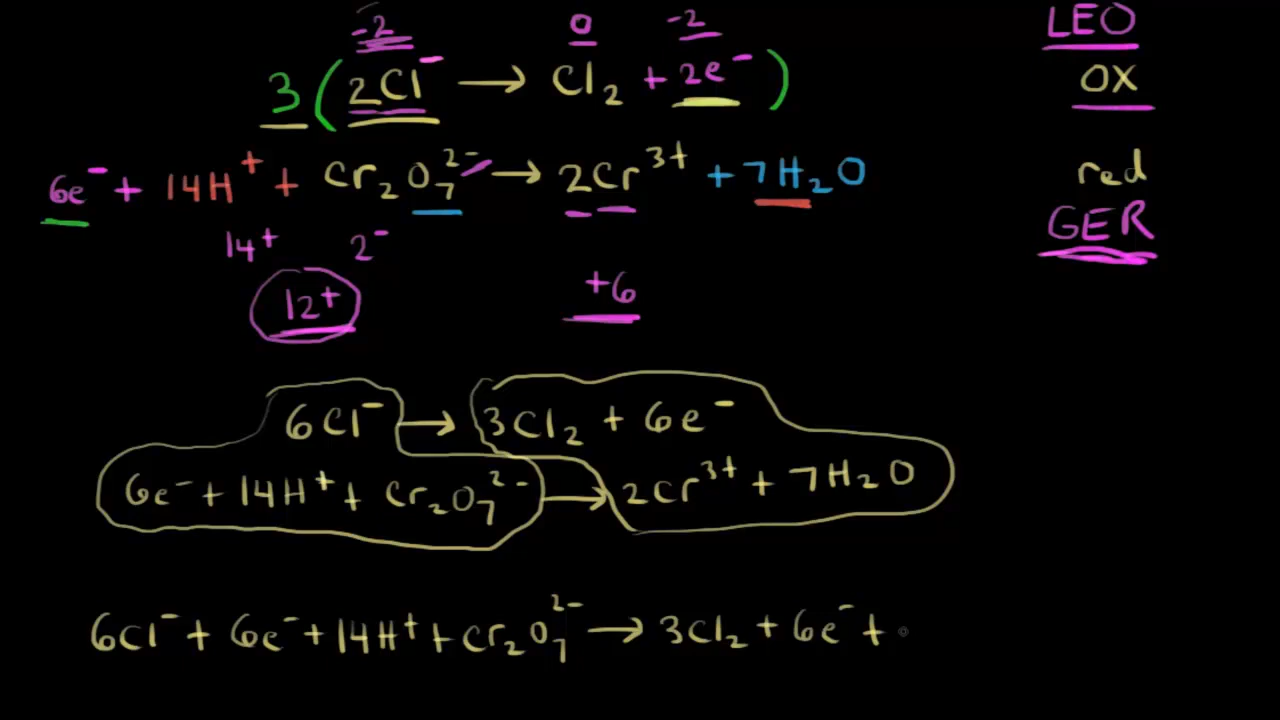 -2 0 -2 LEO
3 ( 2Cl⁻ → Cl₂ + 2e⁻ ) OX
6e⁻ + 14H⁺ + Cr₂O₇²⁻ → 2Cr³⁺ + 7H₂O red
14⁺ 2⁻ GER
12⁺ +6
6Cl⁻ → 3Cl₂ + 6e⁻
6e⁻ + 14H⁺ + Cr₂O₇²⁻ → 2Cr³⁺ + 7H₂O
6Cl⁻ + 6e⁻ + 14H⁺ + Cr₂O₇²⁻ → 3Cl₂ + 6e⁻ +